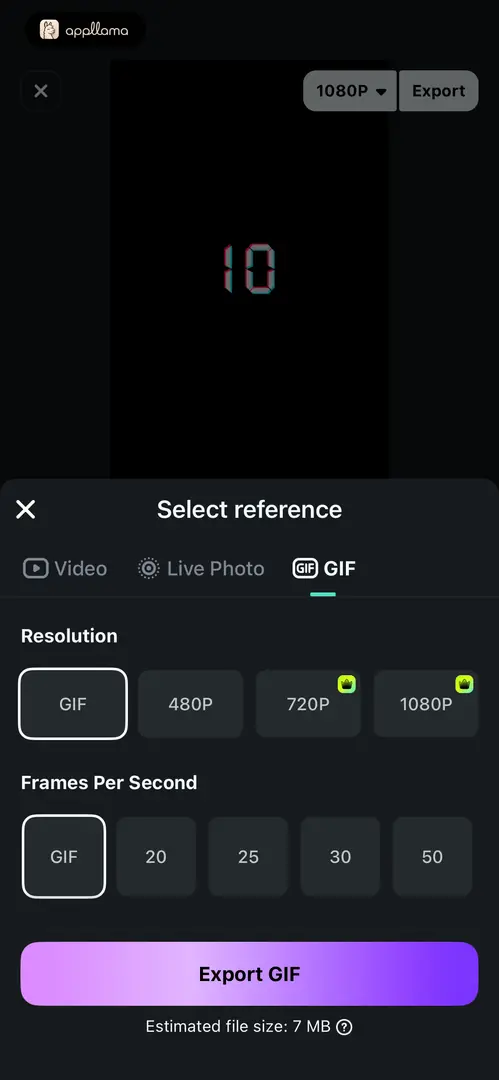 appllama
1080P Export
10
Select reference
Video Live Photo GIF GIF
Resolution
GIF 480P 720P 1080P
Frames Per Second
GIF 20 25 30 50
Export GIF
Estimated file size: 7 MB ?